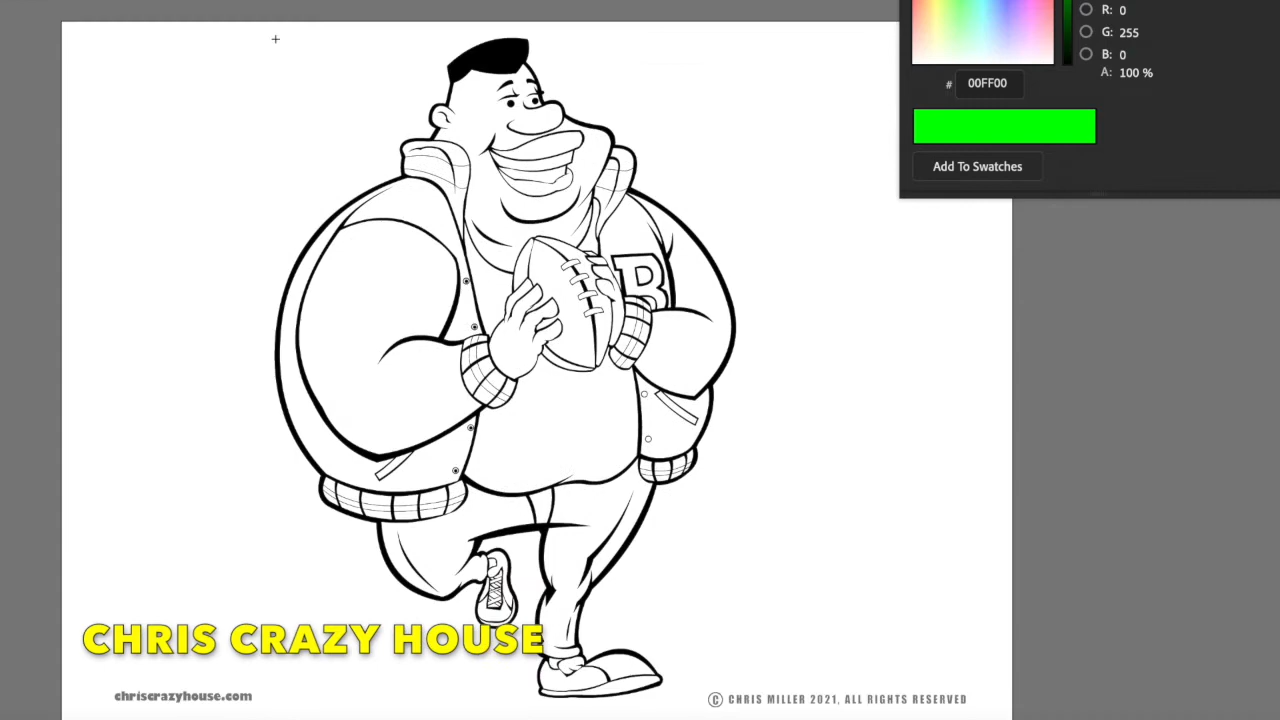 R: 0
G: 255
B: 0
A: 100 %
# 00FF00
Add To Swatches
B
CHRIS CRAZY HOUSE
chriscrazyhouse.com
© CHRIS MILLER 2021, ALL RIGHTS RESERVED